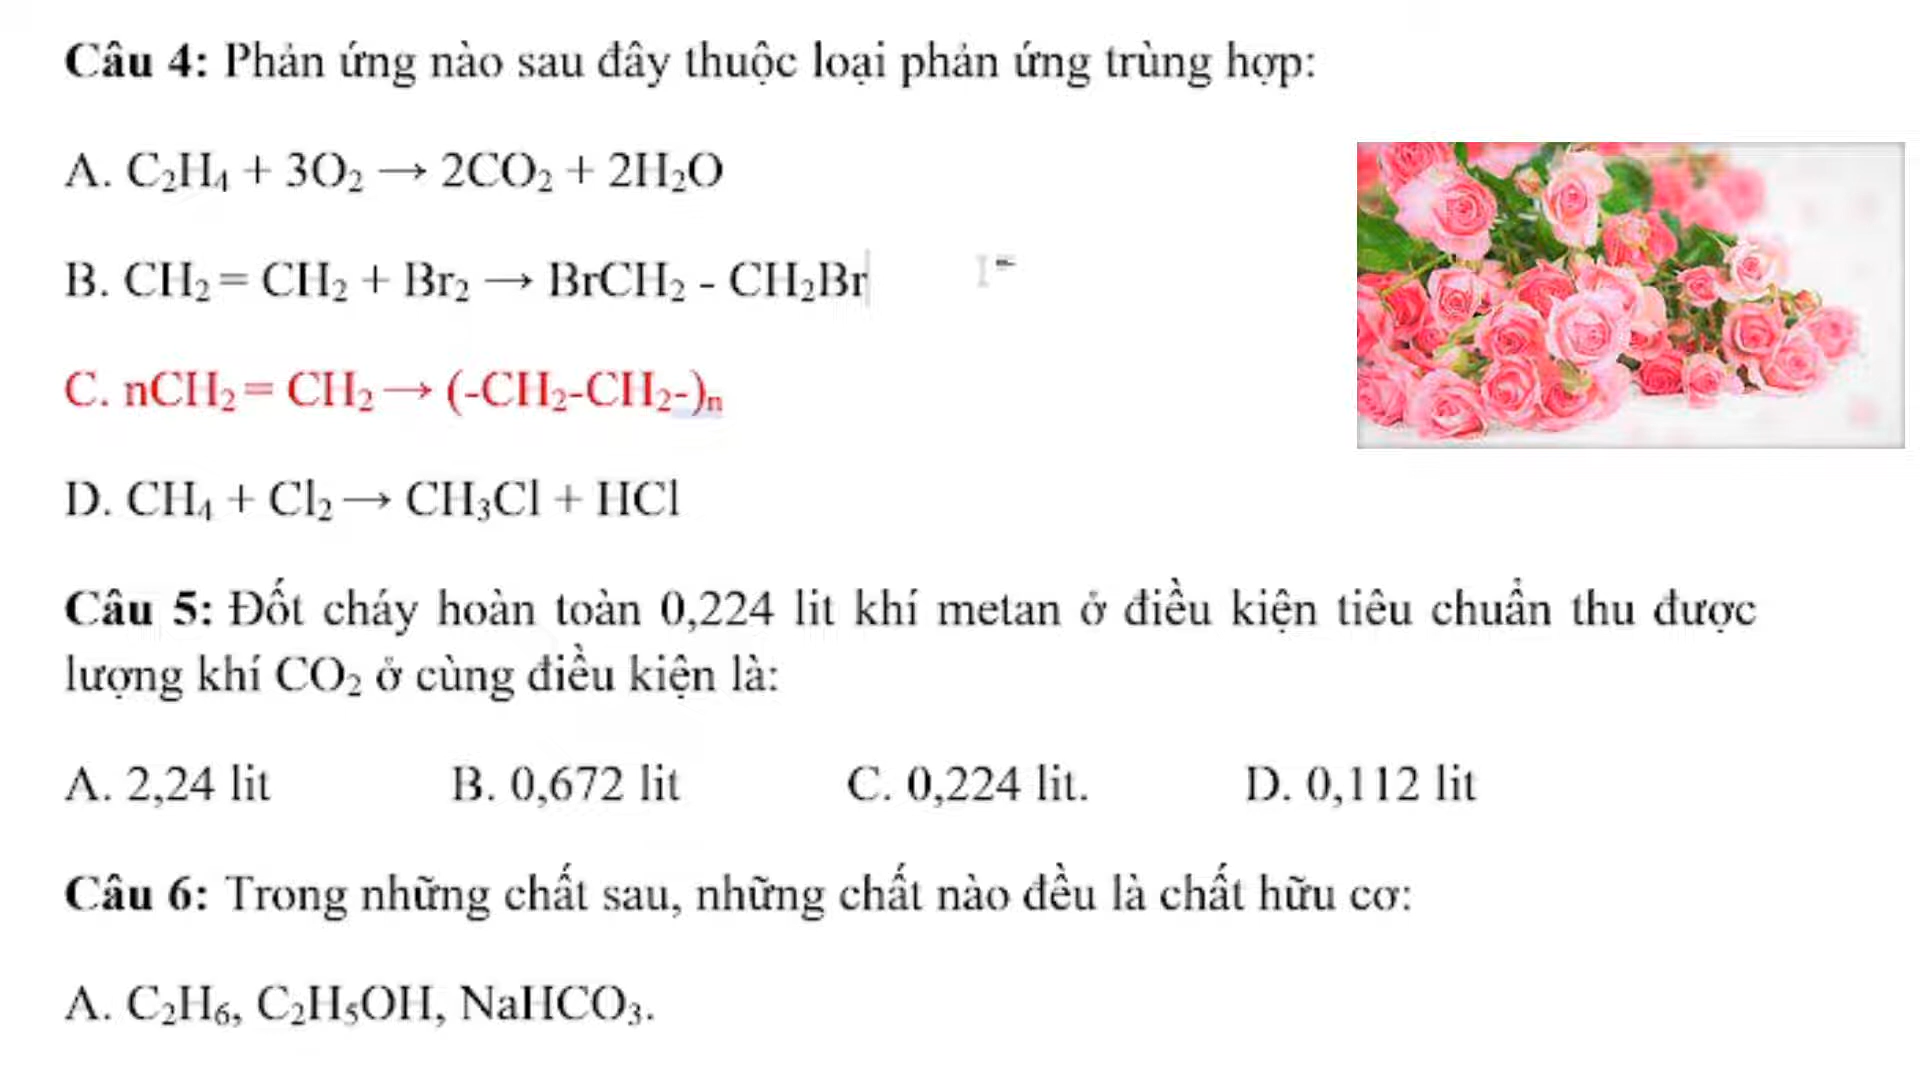 Câu 4: Phản ứng nào sau đây thuộc loại phản ứng trùng hợp:
A. C₂H₄ + 3O₂ → 2CO₂ + 2H₂O
B. CH₂ = CH₂ + Br₂ → BrCH₂ - CH₂Br
C. nCH₂ = CH₂ → (-CH₂-CH₂-)ₙ
D. CH₄ + Cl₂ → CH₃Cl + HCl
Câu 5: Đốt cháy hoàn toàn 0,224 lit khí metan ở điều kiện tiêu chuẩn thu được
lượng khí CO₂ ở cùng điều kiện là:
A. 2,24 lit B. 0,672 lit C. 0,224 lit. D. 0,112 lit
Câu 6: Trong những chất sau, những chất nào đều là chất hữu cơ:
A. C₂H₆, C₂H₅OH, NaHCO₃.